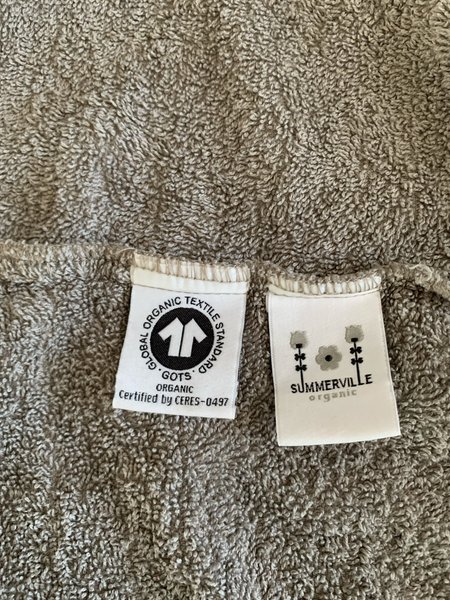 GLOBAL ORGANIC TEXTILE STANDARD
· GOTS ·
ORGANIC
Certified by CERES-0497
SUMMERVILLE
organic